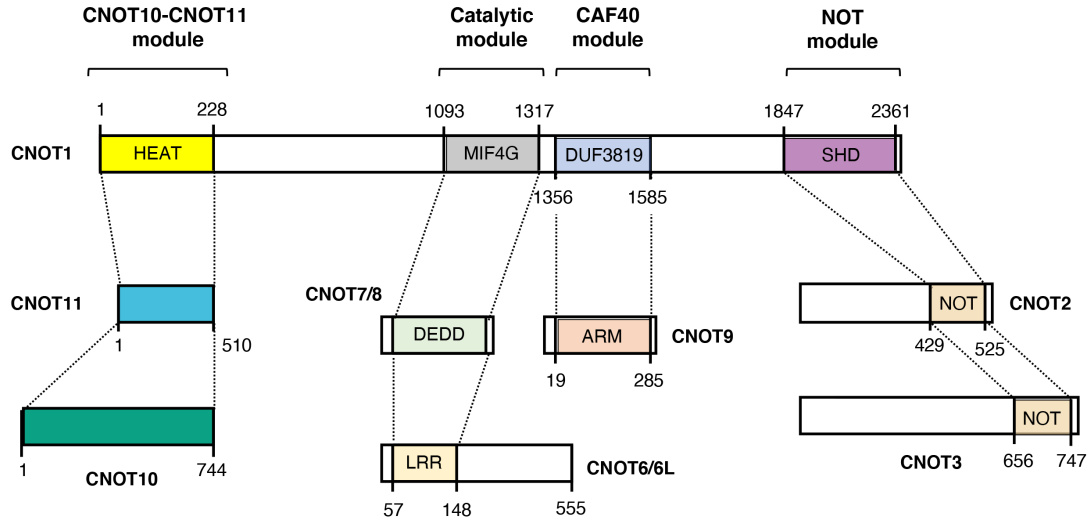 CNOT10-CNOT11
module
Catalytic
module
CAF40
module
NOT
module
1
228
1093
1317
1847
2361
CNOT1
HEAT
MIF4G
DUF3819
SHD
1356
1585
CNOT7/8
CNOT11
1
510
DEDD
ARM
CNOT9
19
285
NOT
CNOT2
429
525
1
744
CNOT10
LRR
CNOT6/6L
57
148
555
NOT
CNOT3
656
747